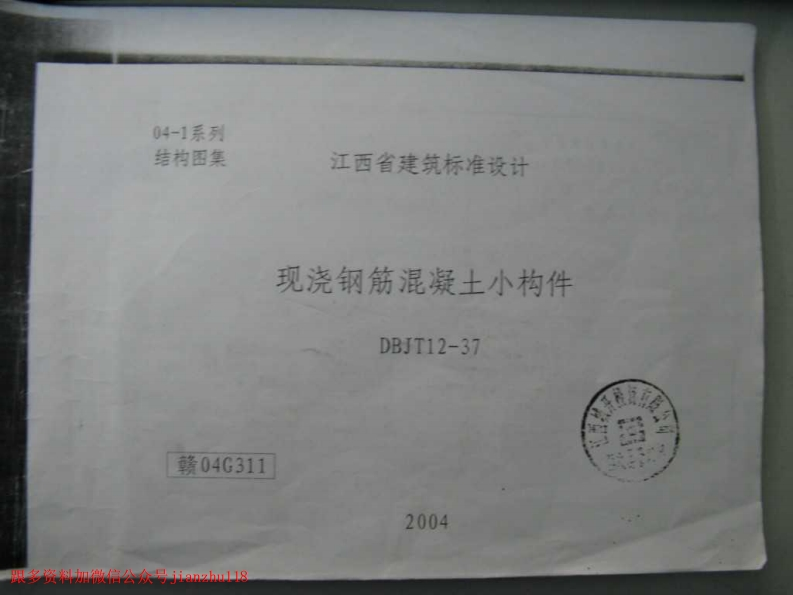 04-1系列
结构图集
江西省建筑标准设计
现浇钢筋混凝土小构件
DBJT12-37
赣04G311
2004
跟多资料加微信公众号jianzhu118